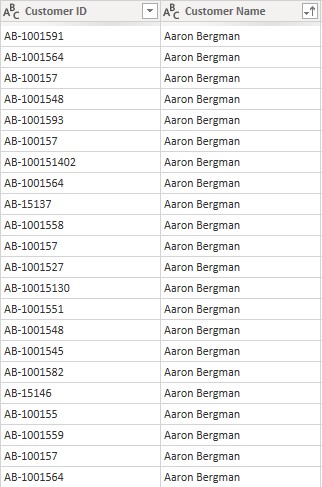 ABC Customer ID ABC Customer Name
AB-1001591 Aaron Bergman
AB-1001564 Aaron Bergman
AB-100157 Aaron Bergman
AB-1001548 Aaron Bergman
AB-1001593 Aaron Bergman
AB-100157 Aaron Bergman
AB-100151402 Aaron Bergman
AB-1001564 Aaron Bergman
AB-15137 Aaron Bergman
AB-1001558 Aaron Bergman
AB-100157 Aaron Bergman
AB-1001527 Aaron Bergman
AB-10015130 Aaron Bergman
AB-1001551 Aaron Bergman
AB-1001548 Aaron Bergman
AB-1001545 Aaron Bergman
AB-1001582 Aaron Bergman
AB-15146 Aaron Bergman
AB-100155 Aaron Bergman
AB-1001559 Aaron Bergman
AB-100157 Aaron Bergman
AB-1001564 Aaron Bergman